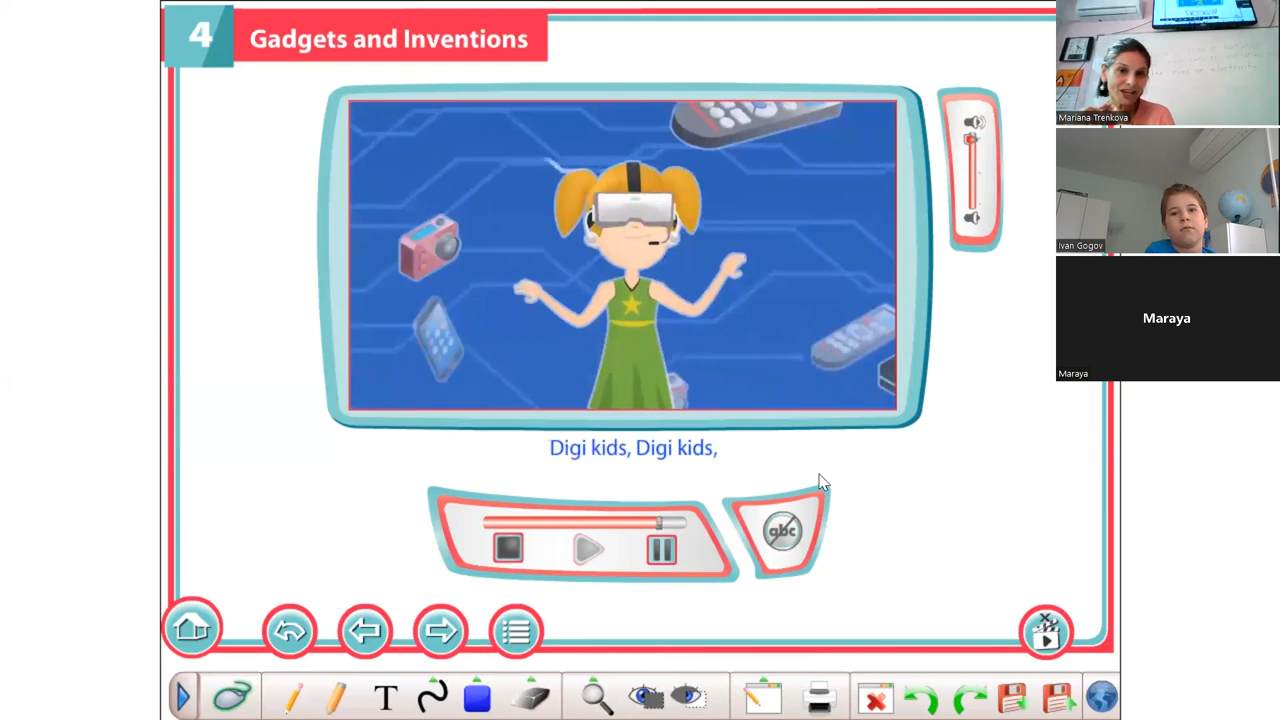 4
Gadgets and Inventions
Mariana Trenkova
Ivan Gogov
Maraya
Maraya
Digi kids, Digi kids,
abc
T